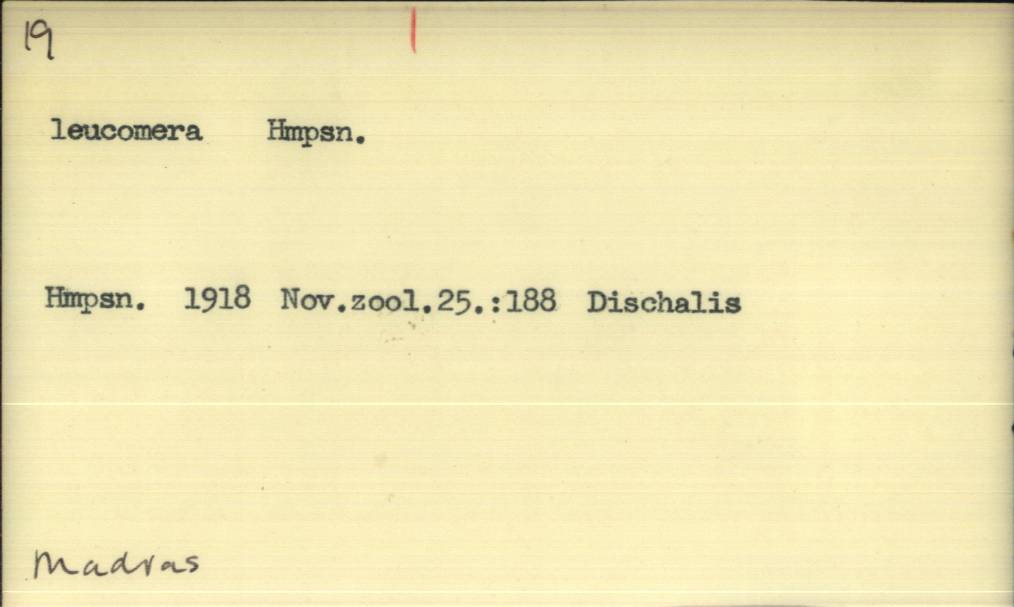 19
leucomera Hmpsn.
Hmpsn. 1918 Nov.zool.25.:188 Dischalis
Madras